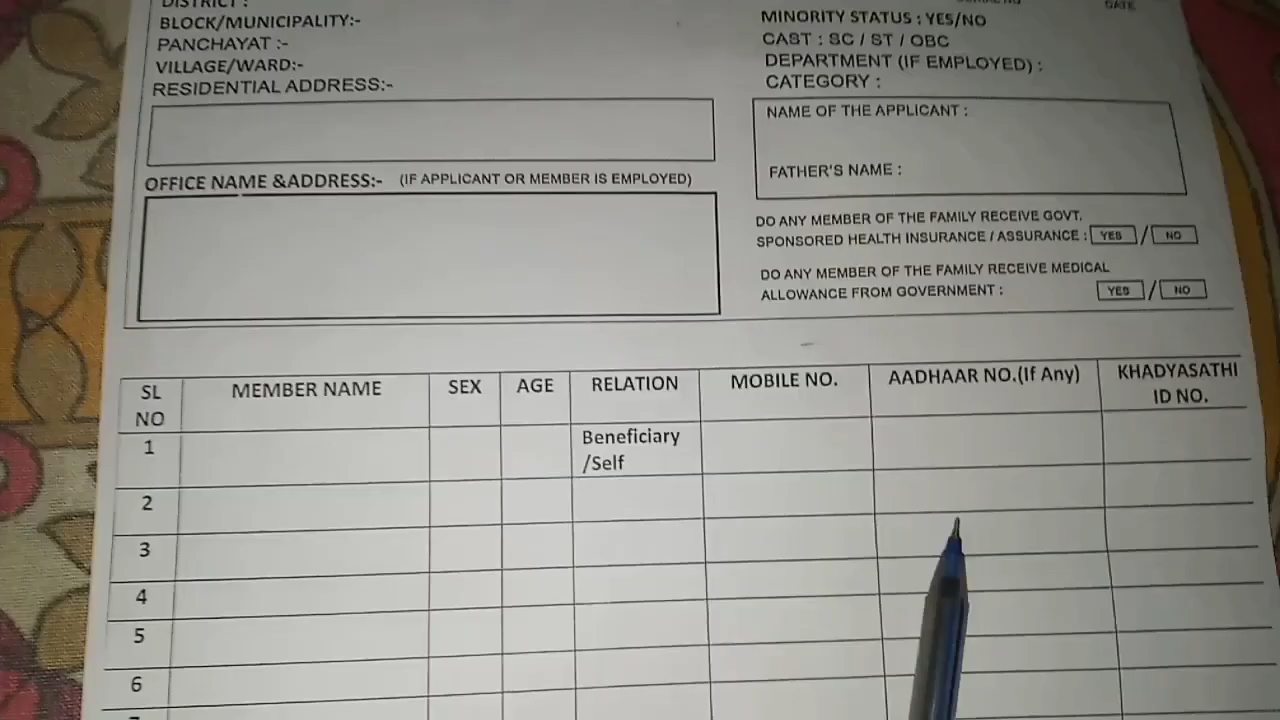 DISTRICT :
BLOCK/MUNICIPALITY:-
PANCHAYAT :-
VILLAGE/WARD:-
RESIDENTIAL ADDRESS:-
OFFICE NAME &ADDRESS:- (IF APPLICANT OR MEMBER IS EMPLOYED)
DATE
MINORITY STATUS : YES/NO
CAST : SC / ST / OBC
DEPARTMENT (IF EMPLOYED) :
CATEGORY :
NAME OF THE APPLICANT :
FATHER'S NAME :
DO ANY MEMBER OF THE FAMILY RECEIVE GOVT.
SPONSORED HEALTH INSURANCE / ASSURANCE : YES / NO
DO ANY MEMBER OF THE FAMILY RECEIVE MEDICAL
ALLOWANCE FROM GOVERNMENT : YES / NO
SL NO MEMBER NAME SEX AGE RELATION MOBILE NO. AADHAAR NO.(If Any) KHADYASATHI ID NO.
1 Beneficiary /Self
2
3
4
5
6